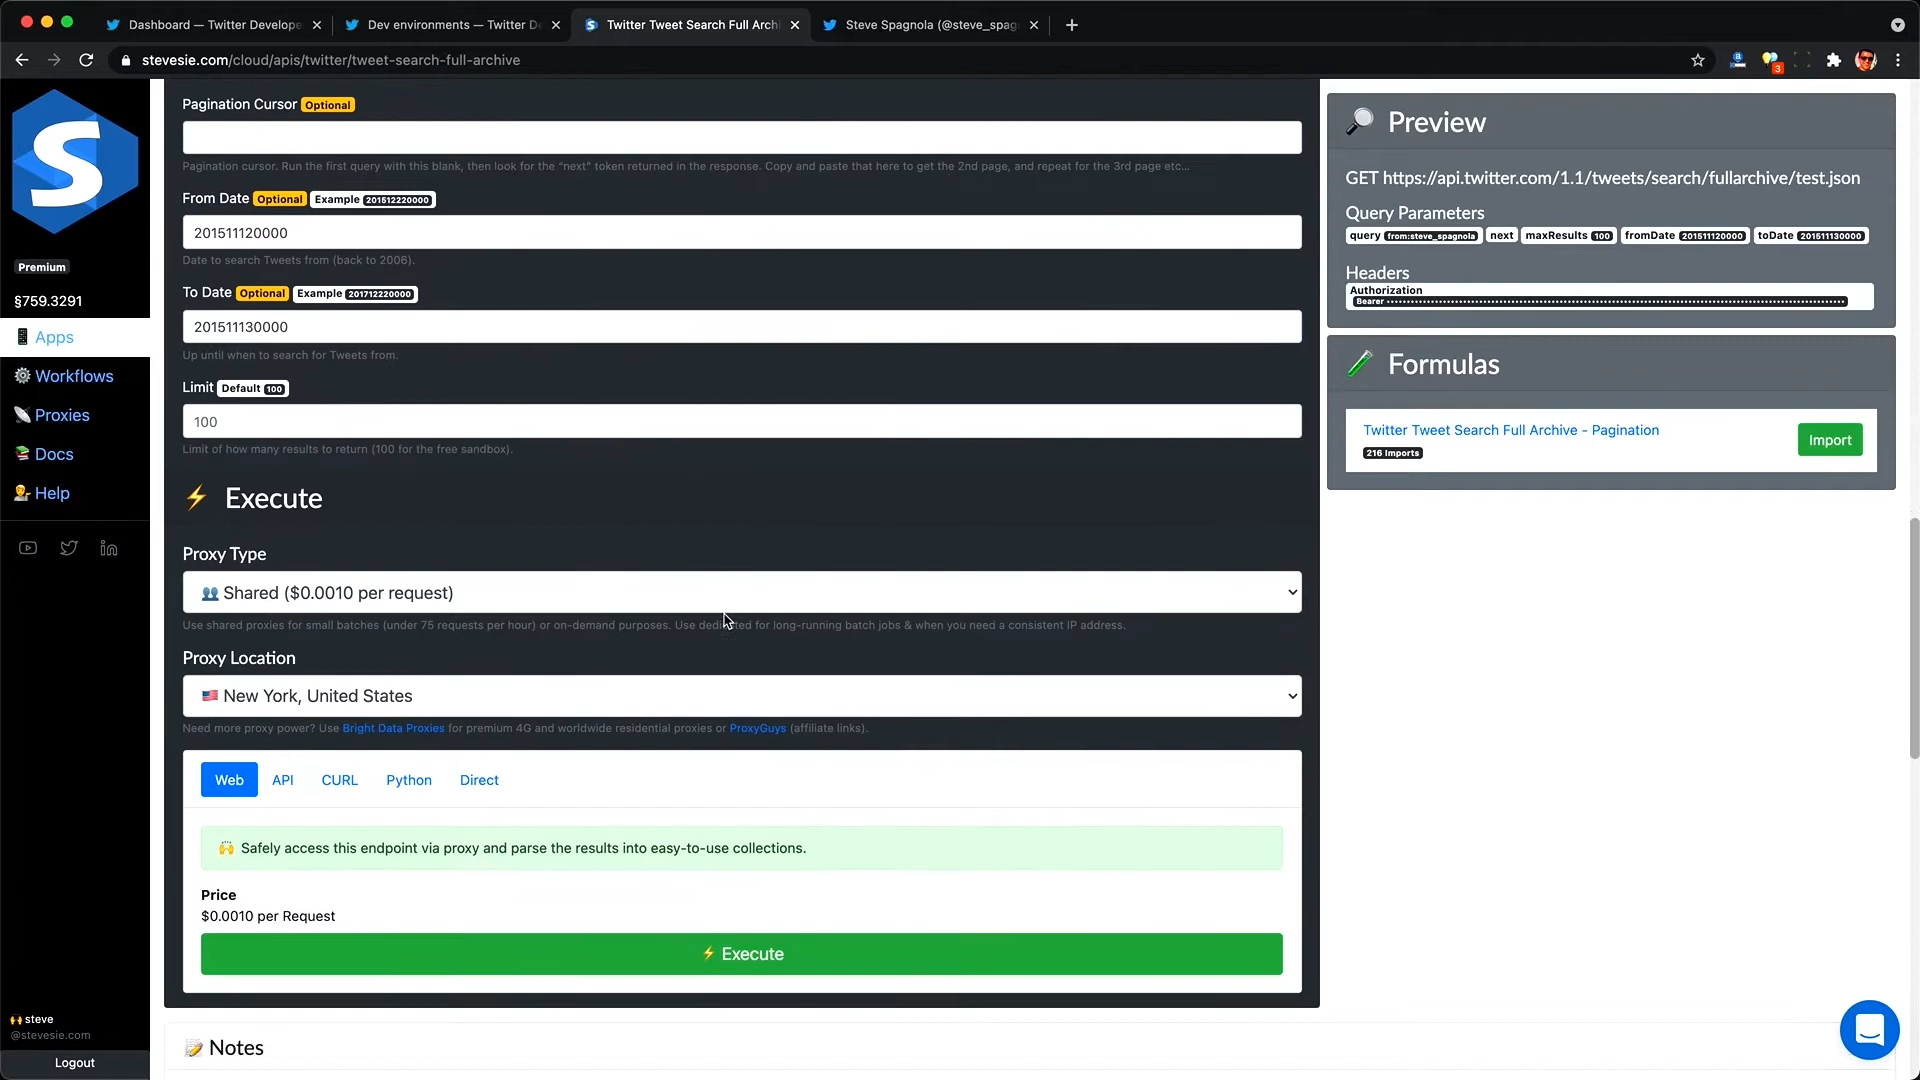 Dashboard — Twitter Develope
Dev environments — Twitter De
Twitter Tweet Search Full Archi
Steve Spagnola (@steve_spag
stevesie.com/cloud/apis/twitter/tweet-search-full-archive
3
S
Premium
§759.3291
Apps
Workflows
Proxies
Docs
Help
steve
@stevesie.com
Logout
Pagination Cursor Optional
Pagination cursor. Run the first query with this blank, then look for the “next” token returned in the response. Copy and paste that here to get the 2nd page, and repeat for the 3rd page etc...
From Date Optional Example 201512220000
201511120000
Date to search Tweets from (back to 2006).
To Date Optional Example 201712220000
201511130000
Up until when to search for Tweets from.
Limit Default 100
100
Limit of how many results to return (100 for the free sandbox).
Execute
Proxy Type
Shared ($0.0010 per request)
Use shared proxies for small batches (under 75 requests per hour) or on-demand purposes. Use dedicated for long-running batch jobs & when you need a consistent IP address.
Proxy Location
New York, United States
Need more proxy power? Use Bright Data Proxies for premium 4G and worldwide residential proxies or ProxyGuys (affiliate links).
Web API CURL Python Direct
Safely access this endpoint via proxy and parse the results into easy-to-use collections.
Price
$0.0010 per Request
Execute
Notes
Preview
GET https://api.twitter.com/1.1/tweets/search/fullarchive/test.json
Query Parameters
query from:steve_spagnola next maxResults 100 fromDate 201511120000 toDate 201511130000
Headers
Authorization
Bearer ••••••••••••••••••••••••••••••••••••••••••••••••••••••••••••••••••••••••••••••••••••••••••••••••••••••••••••••••
Formulas
Twitter Tweet Search Full Archive - Pagination
216 Imports
Import